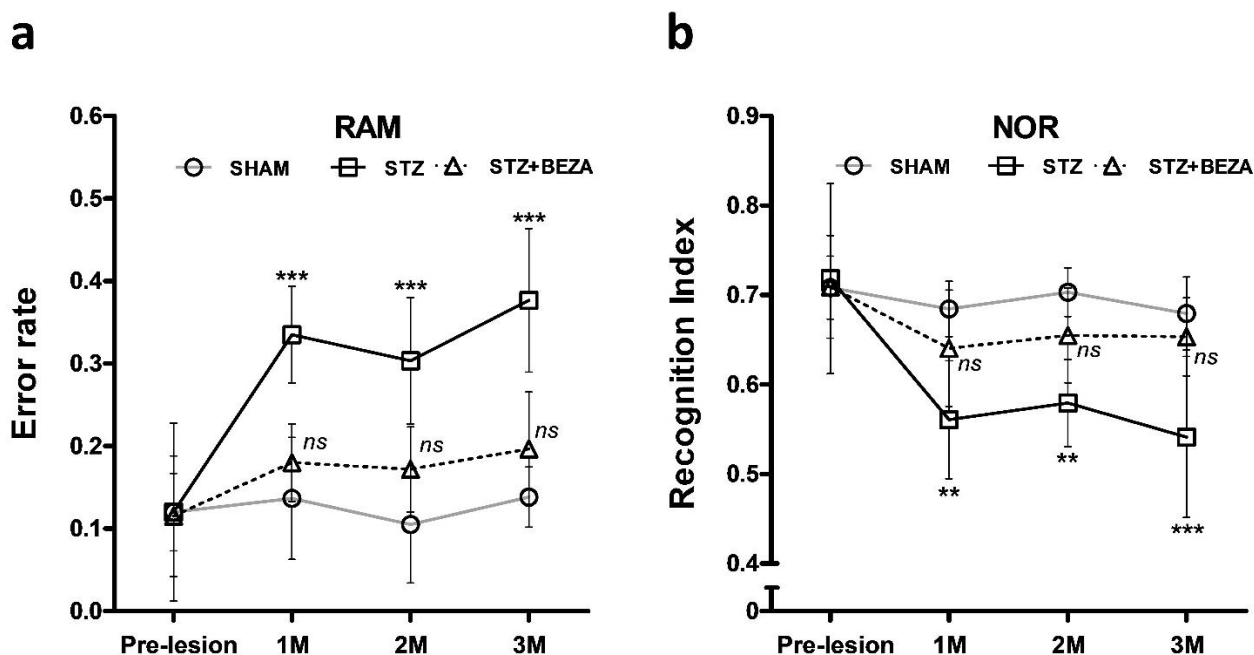 a
RAM
SHAM STZ STZ+BEZA
Error rate
0.6
0.5
0.4
0.3
0.2
0.1
0.0
*** *** ***
ns ns ns
Pre-lesion 1M 2M 3M
b
NOR
SHAM STZ STZ+BEZA
Recognition Index
0.9
0.8
0.7
0.6
0.5
0.4
0
ns ns ns
** ** ***
Pre-lesion 1M 2M 3M